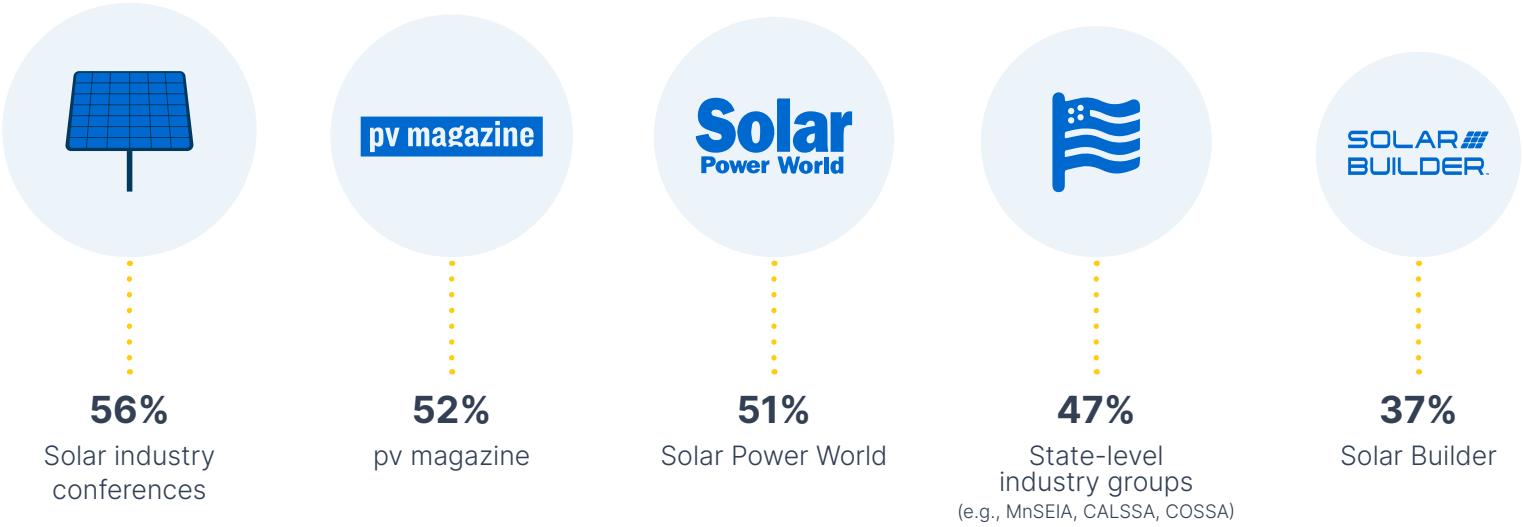 pv magazine
Solar
Power World
SOLAR
BUILDER™
56%
Solar industry
conferences
52%
pv magazine
51%
Solar Power World
47%
State-level
industry groups
(e.g., MnSEIA, CALSSA, COSSA)
37%
Solar Builder